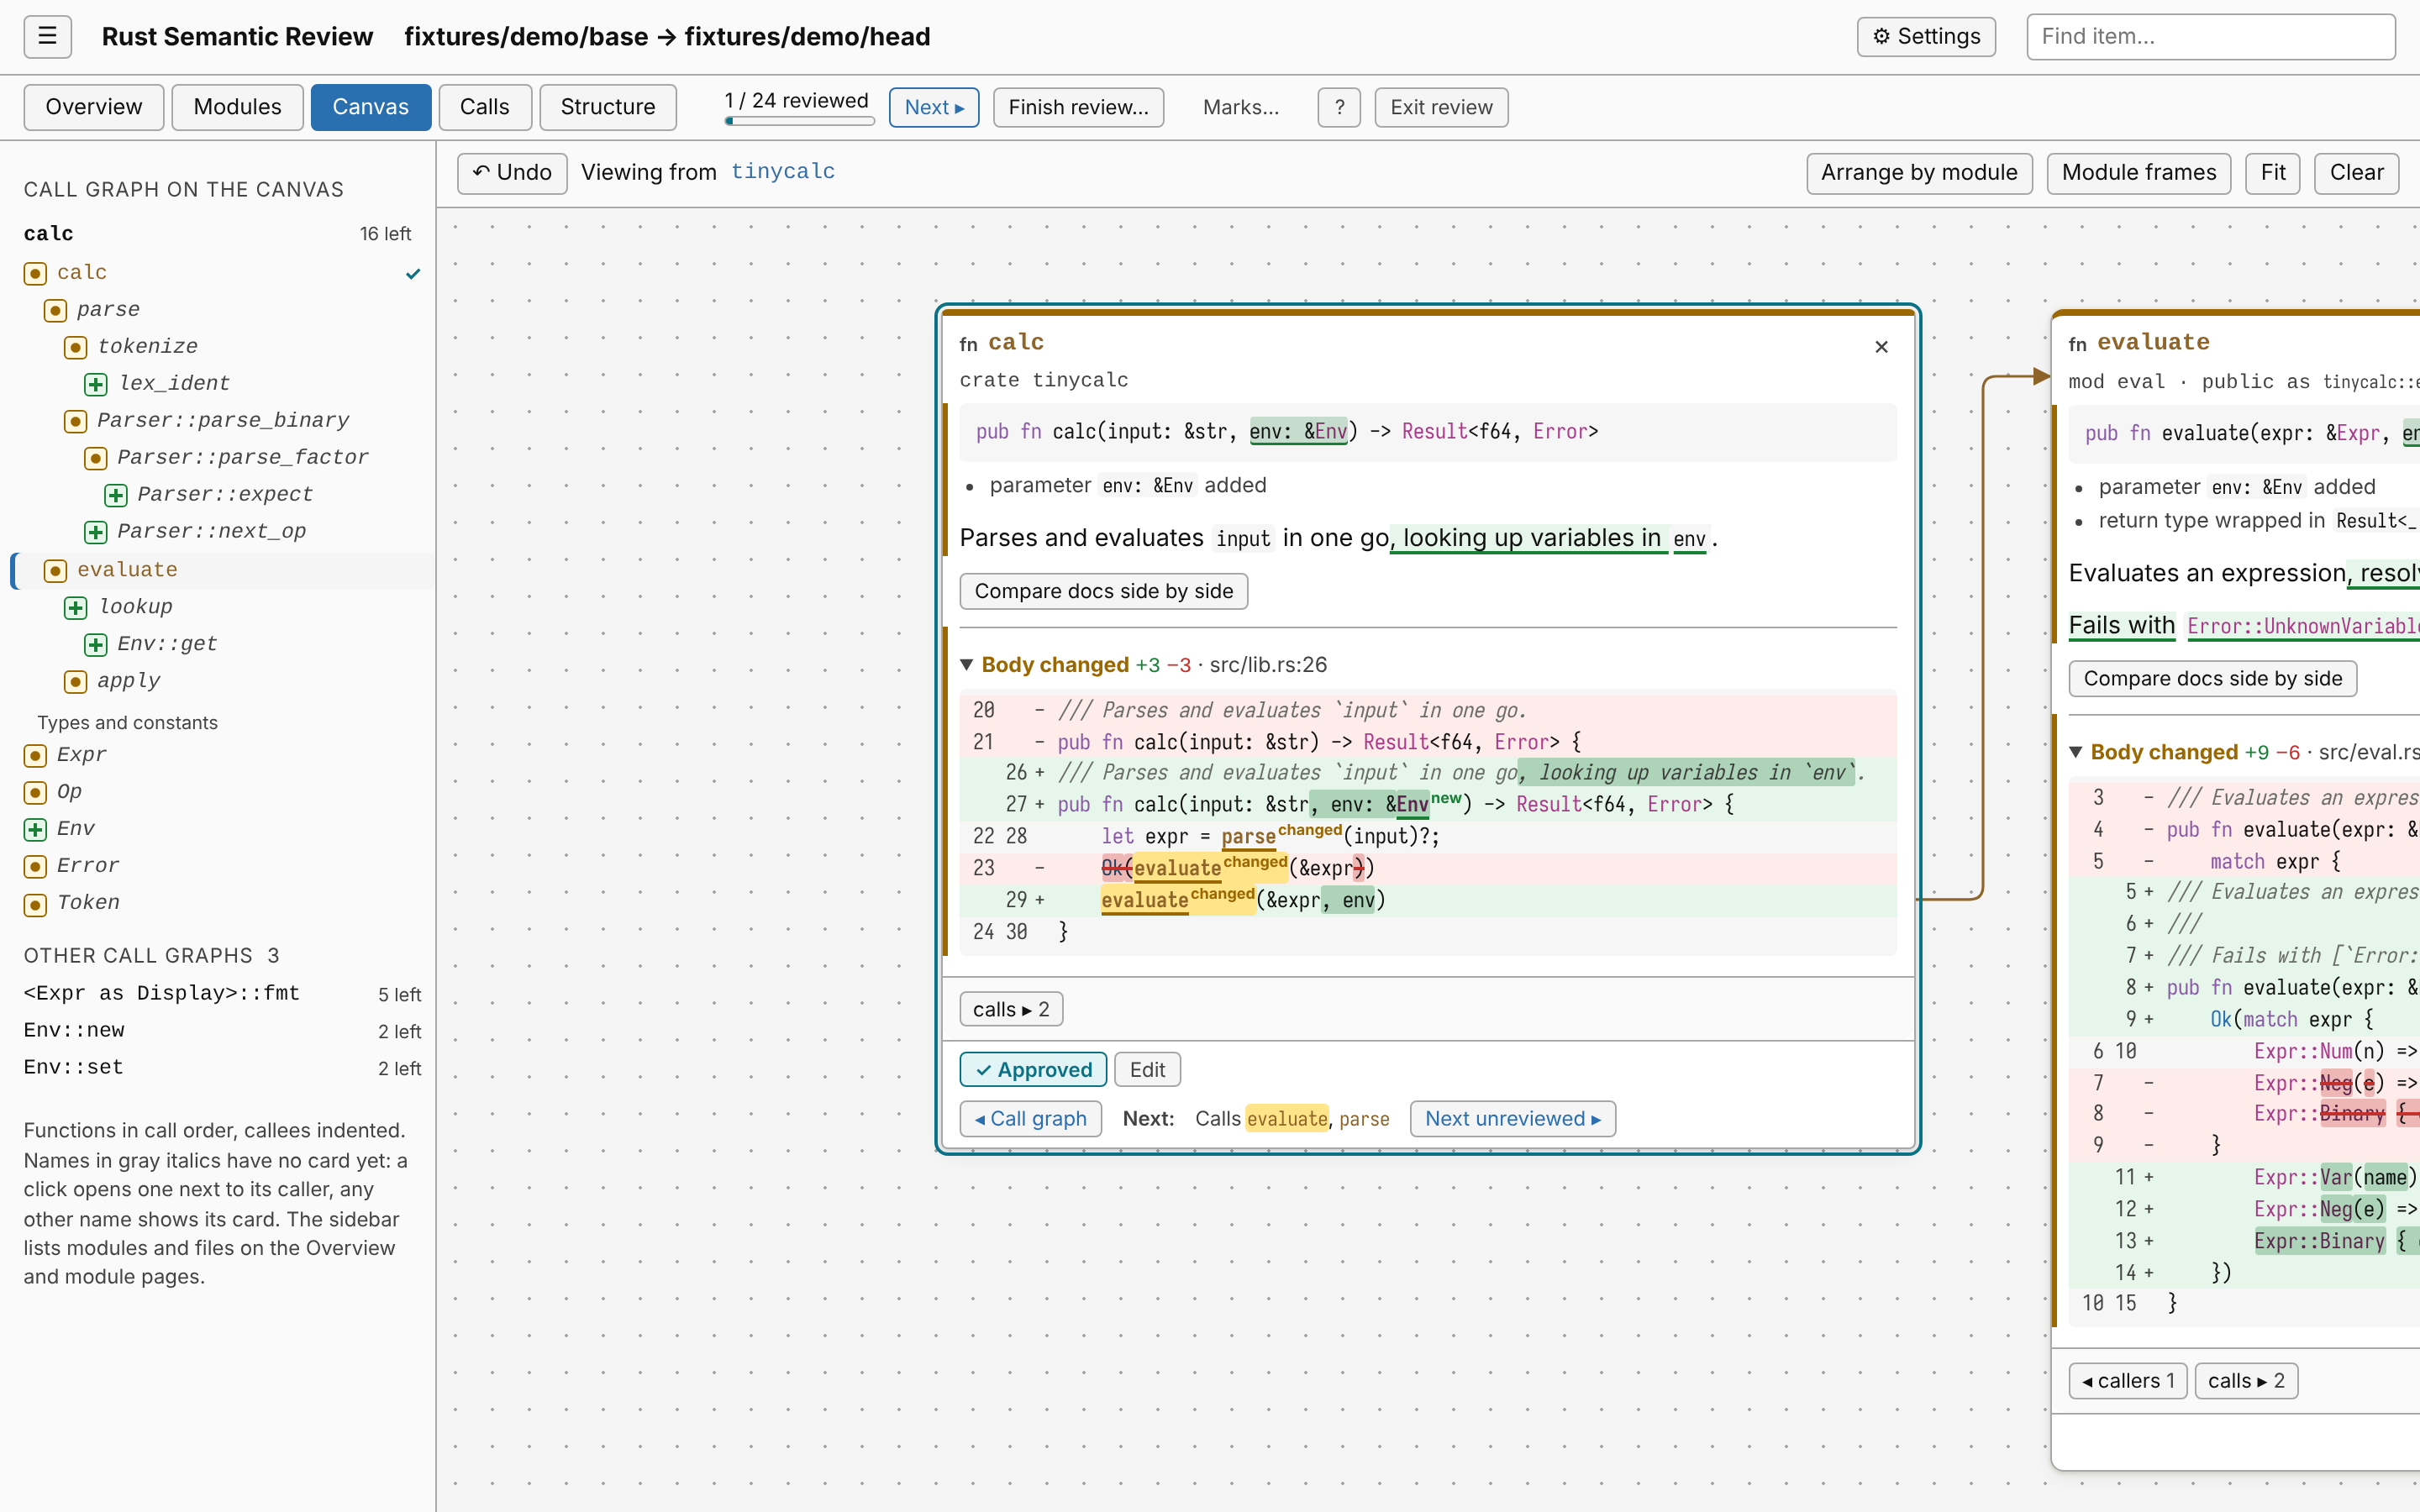 ☰ Rust Semantic Review fixtures/demo/base → fixtures/demo/head ⚙ Settings Find item...
Overview Modules Canvas Calls Structure 1 / 24 reviewed Next ▸ Finish review... Marks... ? Exit review
↶ Undo Viewing from tinycalc Arrange by module Module frames Fit Clear
CALL GRAPH ON THE CANVAS
calc 16 left
calc ✓
parse
tokenize
lex_ident
Parser::parse_binary
Parser::parse_factor
Parser::expect
Parser::next_op
evaluate
lookup
Env::get
apply
Types and constants
Expr
Op
Env
Error
Token
OTHER CALL GRAPHS 3
<Expr as Display>::fmt 5 left
Env::new 2 left
Env::set 2 left
Functions in call order, callees indented.
Names in gray italics have no card yet: a
click opens one next to its caller, any
other name shows its card. The sidebar
lists modules and files on the Overview
and module pages.
fn calc ×
crate tinycalc
pub fn calc(input: &str, env: &Env) -> Result<f64, Error>
• parameter env: &Env added
Parses and evaluates input in one go, looking up variables in env.
Compare docs side by side
▼ Body changed +3 −3 · src/lib.rs:26
20 − /// Parses and evaluates `input` in one go.
21 − pub fn calc(input: &str) -> Result<f64, Error> {
26 + /// Parses and evaluates `input` in one go, looking up variables in `env`.
27 + pub fn calc(input: &str, env: &Env new) -> Result<f64, Error> {
22 28 let expr = parse changed(input)?;
23 − Ok(evaluate changed(&expr))
29 + evaluate changed(&expr, env)
24 30 }
calls ▸ 2
✓ Approved Edit
◂ Call graph Next: Calls evaluate, parse Next unreviewed ▸
fn evaluate
mod eval · public as tinycalc::
pub fn evaluate(expr: &Expr,
• parameter env: &Env added
• return type wrapped in Result<_
Evaluates an expression,
Fails with
Compare docs side by side
▼ Body changed +9 −6 ·
3 − /// Evaluates an
4 − pub fn evaluate(expr: &
5 − match expr {
5 + /// Evaluates an
6 + ///
7 + /// Fails with [`Error:
8 + pub fn evaluate(expr: &
9 + Ok(match expr {
6 10 Expr::Num(n) =>
7 − Expr::Neg(e) =>
8 − Expr::Binary {
9 − }
11 + Expr::Var(name)
12 + Expr::Neg(e) =>
13 + Expr::Binary {
14 + })
10 15 }
◂ callers 1 calls ▸ 2